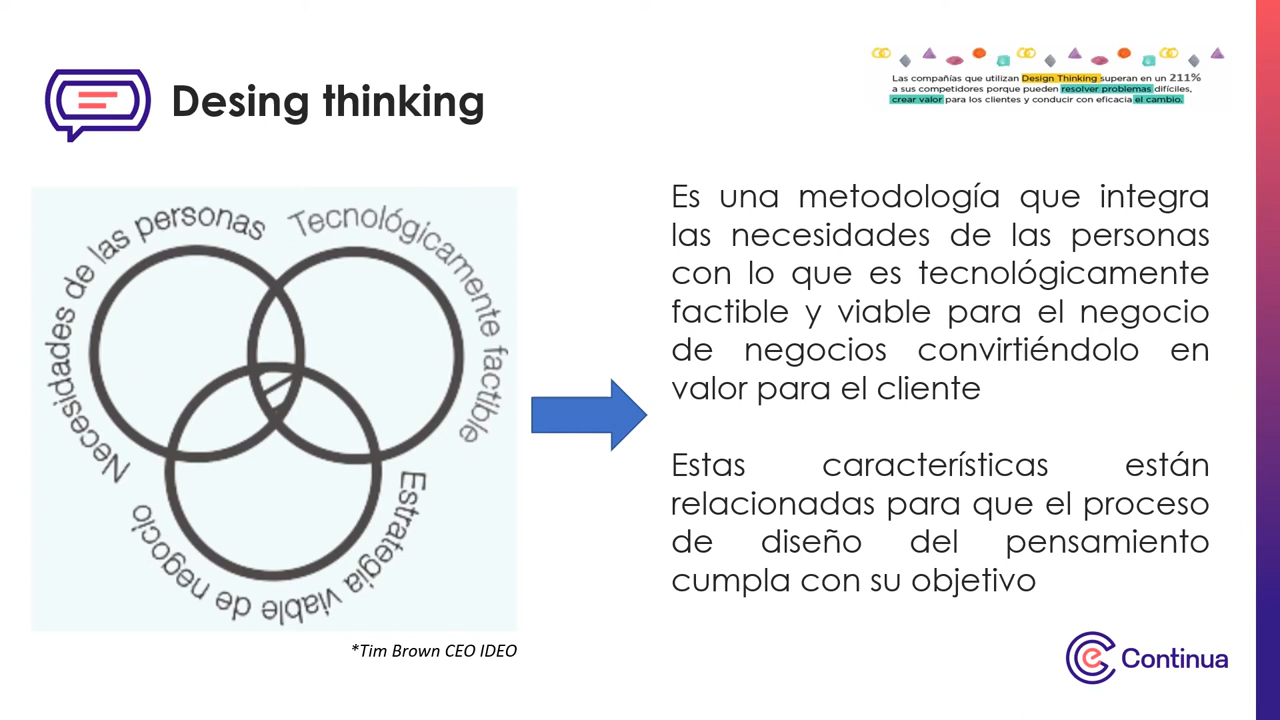 Desing thinking
Las compañías que utilizan Design Thinking superan en un 211%
a sus competidores porque pueden resolver problemas difíciles,
crear valor para los clientes y conducir con eficacia el cambio.
Necesidades de las personas
Tecnológicamente factible
Estrategia viable de negocio
*Tim Brown CEO IDEO
Es una metodología que integra
las necesidades de las personas
con lo que es tecnológicamente
factible y viable para el negocio
de negocios convirtiéndolo en
valor para el cliente
Estas características están
relacionadas para que el proceso
de diseño del pensamiento
cumpla con su objetivo
Continua